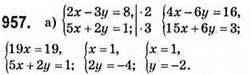 957. а) {2x − 3y = 8, | ·2 {4x − 6y = 16,
{5x + 2y = 1; | ·3 {15x + 6y = 3;
{19x = 19, {x = 1, {x = 1,
{5x + 2y = 1; {2y = −4; {y = −2.